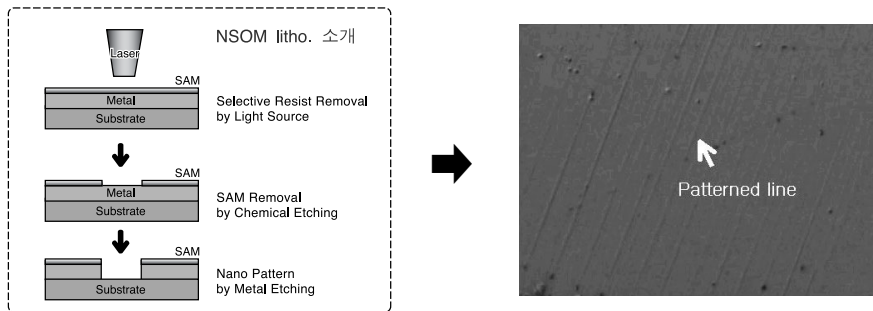 NSOM litho. 소개
Laser
SAM
Metal
Substrate
Selective Resist Removal
by Light Source
SAM
Metal
Substrate
SAM Removal
by Chemical Etching
SAM
Substrate
Nano Pattern
by Metal Etching
Patterned line